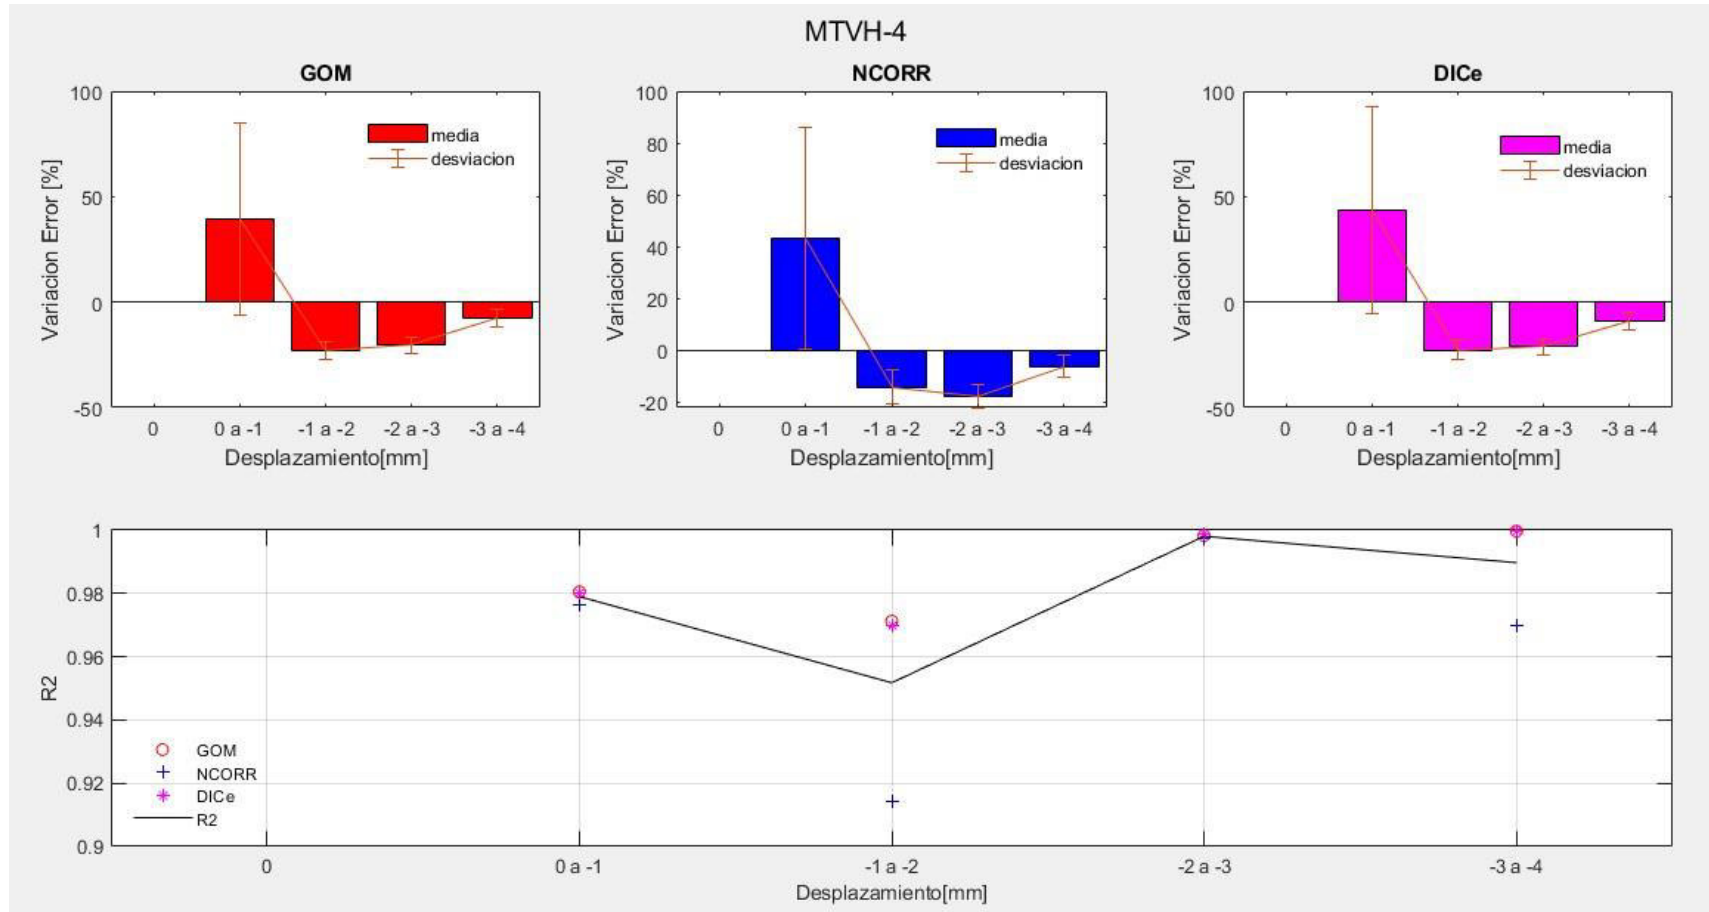 MTVH-4
GOM
Variacion Error [%]
100
50
0
-50
media
desviacion
0 0 a -1 -1 a -2 -2 a -3 -3 a -4
Desplazamiento[mm]
NCORR
Variacion Error [%]
100
80
60
40
20
0
-20
media
desviacion
0 0 a -1 -1 a -2 -2 a -3 -3 a -4
Desplazamiento[mm]
DICe
Variacion Error [%]
100
50
0
-50
media
desviacion
0 0 a -1 -1 a -2 -2 a -3 -3 a -4
Desplazamiento[mm]
R2
1
0.98
0.96
0.94
0.92
0.9
GOM
NCORR
DICe
R2
0 0 a -1 -1 a -2 -2 a -3 -3 a -4
Desplazamiento[mm]